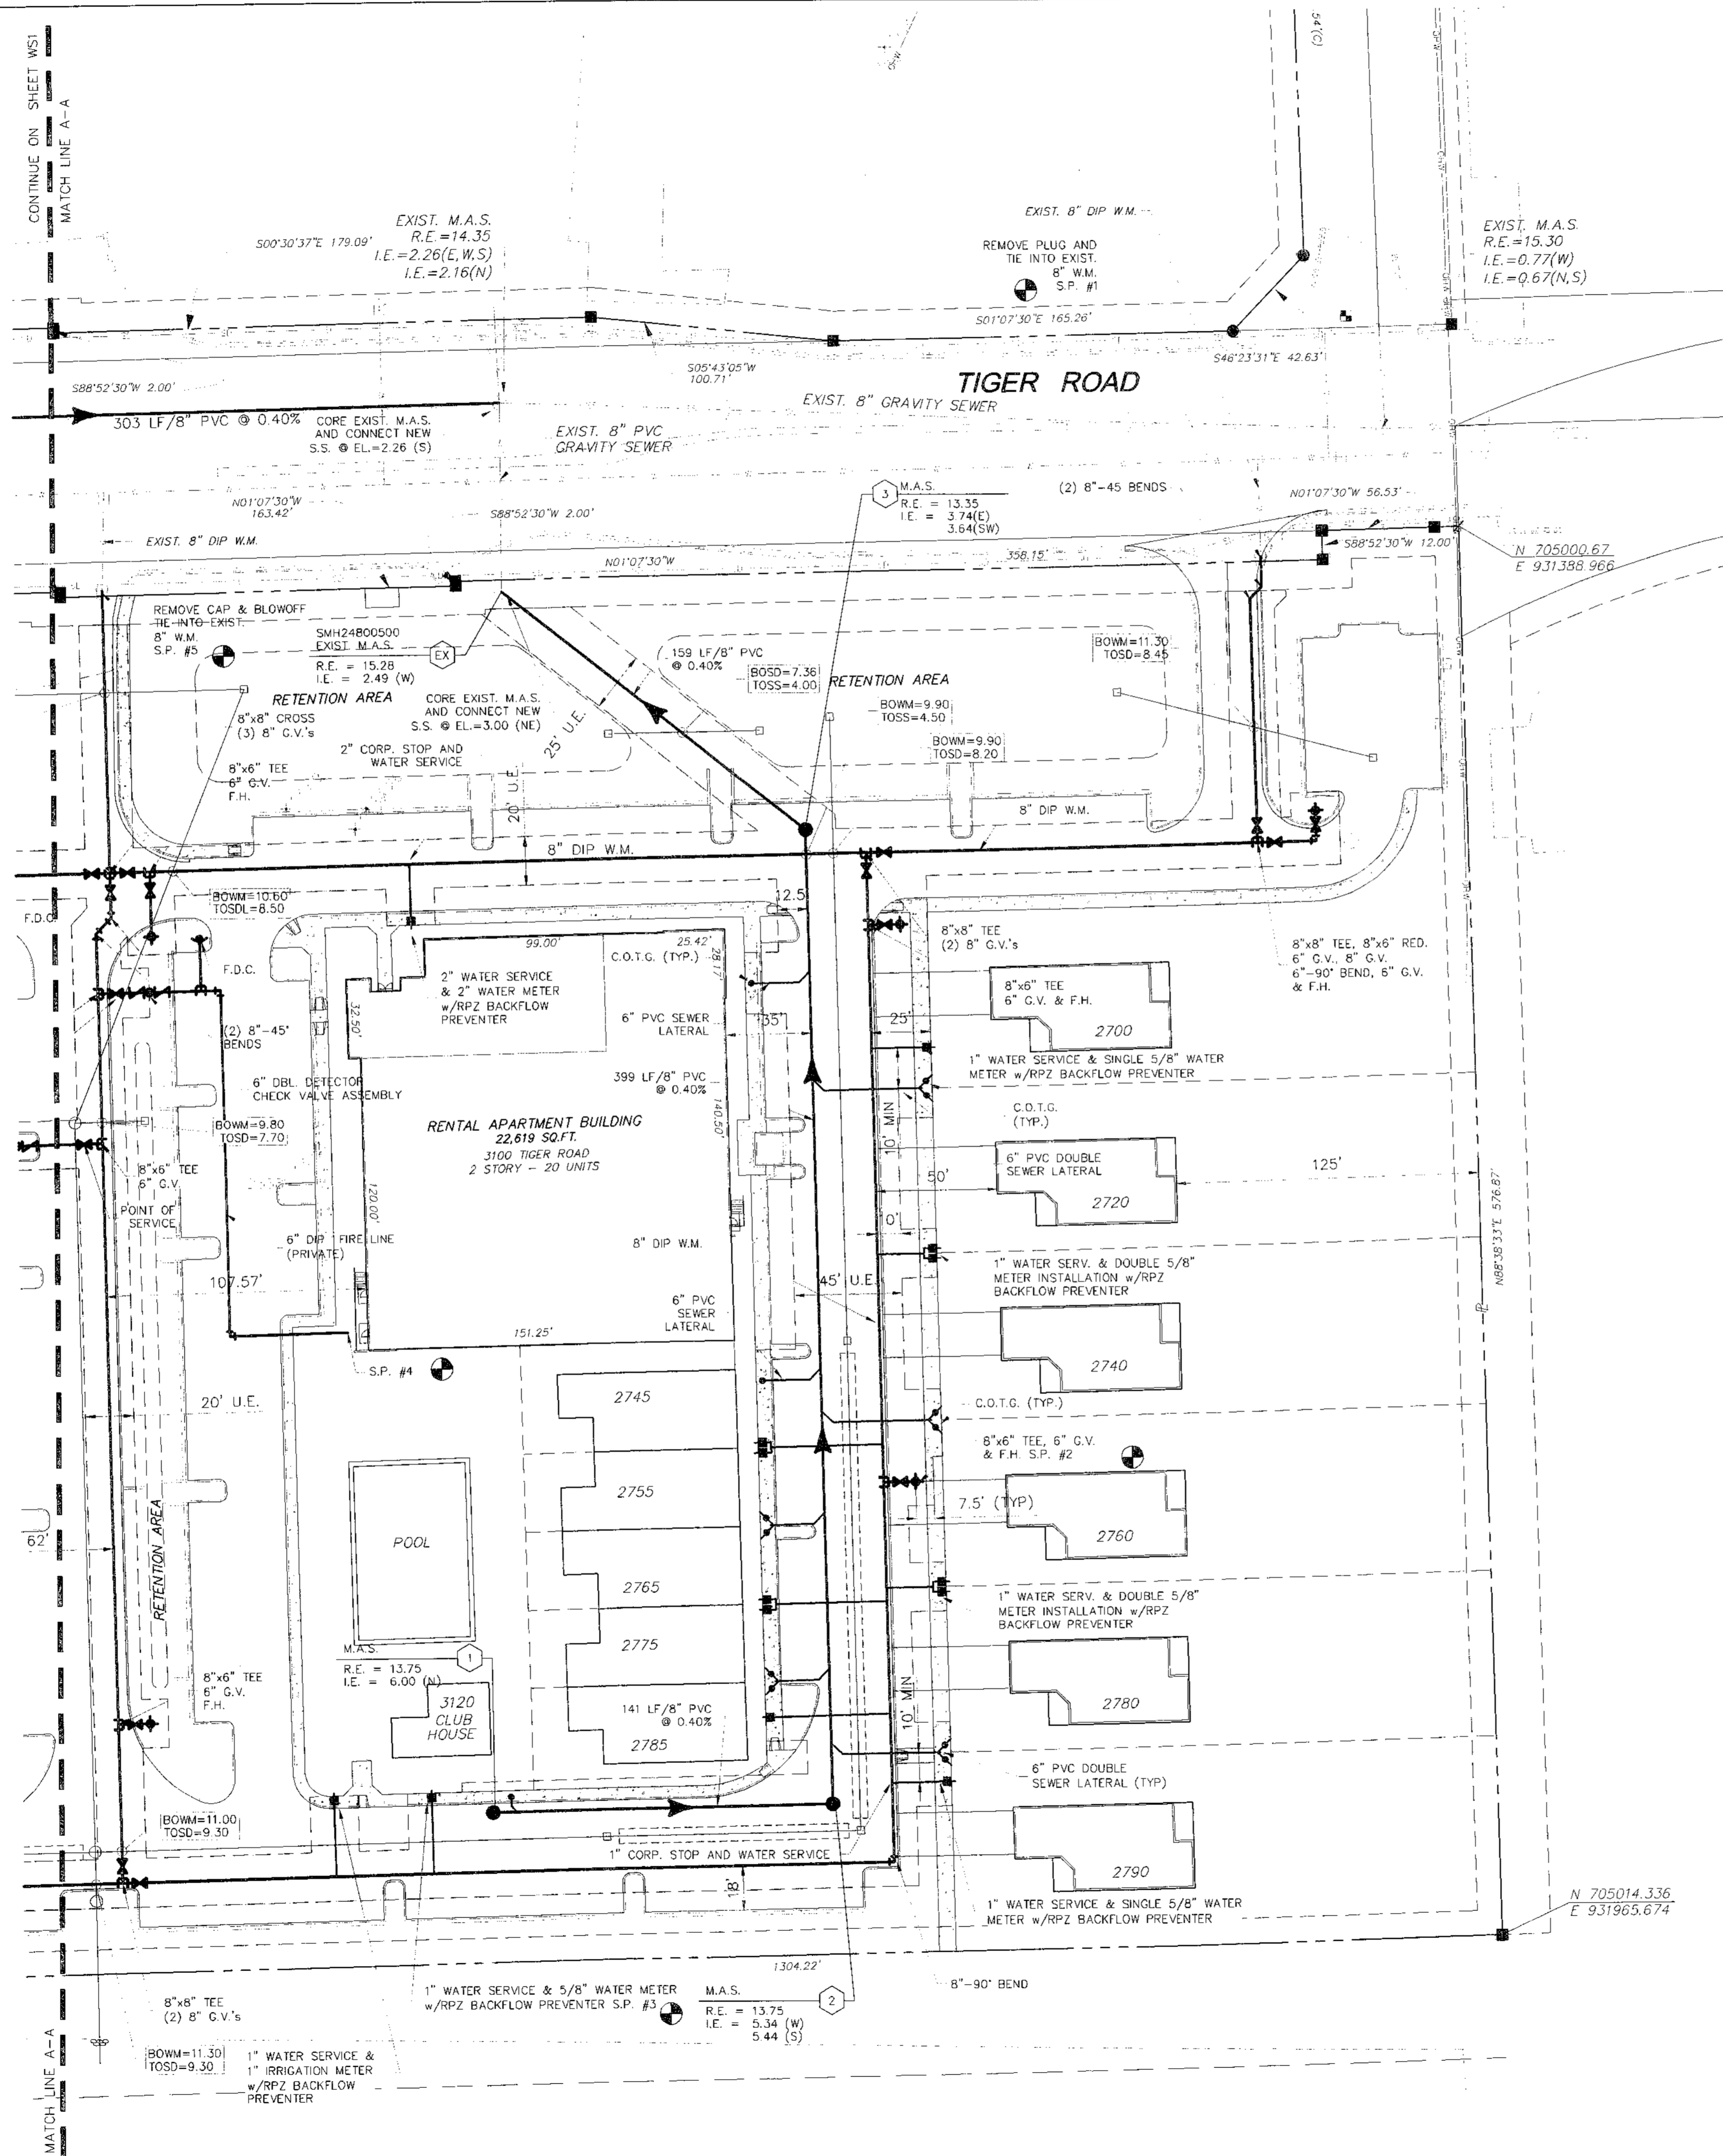 CONTINUE ON SHEET WS1
MATCH LINE A-A
54'(C)
EXIST. M.A.S.
R.E.=14.35
I.E.=2.26(E,W,S)
I.E.=2.16(N)
S00°30'37"E 179.09'
EXIST. 8" DIP W.M.
REMOVE PLUG AND
TIE INTO EXIST.
8" W.M.
S.P. #1
S01°07'30"E 165.26'
EXIST. M.A.S.
R.E.=15.30
I.E.=0.77(W)
I.E.=0.67(N,S)
S46°23'31"E 42.63'
S05°43'05"W
100.71'
TIGER ROAD
S88°52'30"W 2.00'
303 LF/8" PVC @ 0.40%
CORE EXIST. M.A.S.
AND CONNECT NEW
S.S. @ EL.=2.26 (S)
EXIST. 8" GRAVITY SEWER
EXIST. 8" PVC
GRAVITY SEWER
N01°07'30"W
163.42'
S88°52'30"W 2.00'
3
M.A.S.
R.E. = 13.35
I.E. = 3.74(E)
3.64(SW)
(2) 8"-45 BENDS
N01°07'30"W 56.53'
EXIST. 8" DIP W.M.
N01°07'30"W
358.15'
S88°52'30"W 12.00'
N 705000.67
E 931388.966
REMOVE CAP & BLOWOFF
TIE INTO EXIST.
8" W.M.
S.P. #5
SMH24800500
EXIST M.A.S.
R.E. = 15.28
I.E. = 2.49 (W)
EX
159 LF/8" PVC
@ 0.40%
BOSD=7.36
TOSS=4.00
RETENTION AREA
BOWM=11.30
TOSD=8.45
RETENTION AREA
8"x8" CROSS
(3) 8" G.V.'s
CORE EXIST. M.A.S.
AND CONNECT NEW
S.S. @ EL.=3.00 (NE)
25' U.E.
BOWM=9.90
TOSS=4.50
BOWM=9.90
TOSD=8.20
2" CORP. STOP AND
WATER SERVICE
8"x6" TEE
6" G.V.
F.H.
20' U.E
8" DIP W.M.
8" DIP W.M.
F.D.C
BOWM=10.60
TOSDL=8.50
12.5
8"x8" TEE
(2) 8" G.V.'s
8"x8" TEE, 8"x6" RED.
6" G.V., 8" G.V.
6"-90° BEND, 6" G.V.
& F.H.
F.D.C.
99.00'
25.42'
C.O.T.G. (TYP.)
28.17
2" WATER SERVICE
& 2" WATER METER
w/RPZ BACKFLOW
PREVENTER
32.50'
6" PVC SEWER
LATERAL
35'
25'
8"x6" TEE
6" G.V. & F.H.
2700
(2) 8"-45°
BENDS
1" WATER SERVICE & SINGLE 5/8" WATER
METER w/RPZ BACKFLOW PREVENTER
6" DBL. DETECTOR
CHECK VALVE ASSEMBLY
399 LF/8" PVC
@ 0.40%
140.50'
10' MIN
C.O.T.G.
(TYP.)
BOWM=9.80
TOSD=7.70
RENTAL APARTMENT BUILDING
22,619 SQ.FT.
3100 TIGER ROAD
2 STORY - 20 UNITS
6" PVC DOUBLE
SEWER LATERAL
125'
8"x6" TEE
6" G.V.
50'
2720
POINT OF
SERVICE
120.00'
N88°38'33"E 576.87'
6" DIP FIRE LINE
(PRIVATE)
8" DIP W.M.
107.57'
1" WATER SERV. & DOUBLE 5/8"
METER INSTALLATION w/RPZ
BACKFLOW PREVENTER
45' U.E.
6" PVC
SEWER
LATERAL
151.25'
2740
S.P. #4
2745
20' U.E.
C.O.T.G. (TYP.)
8"x6" TEE, 6" G.V.
& F.H. S.P. #2
2755
7.5' (TYP)
2760
62'
RETENTION AREA
POOL
2765
1" WATER SERV. & DOUBLE 5/8"
METER INSTALLATION w/RPZ
BACKFLOW PREVENTER
2775
M.A.S.
R.E. = 13.75
I.E. = 6.00 (N)
1
8"x6" TEE
6" G.V.
F.H.
3120
CLUB
HOUSE
141 LF/8" PVC
@ 0.40%
2785
10' MIN
2780
6" PVC DOUBLE
SEWER LATERAL (TYP)
BOWM=11.00
TOSD=9.30
1" CORP. STOP AND WATER SERVICE
2790
18'
1" WATER SERVICE & SINGLE 5/8" WATER
METER w/RPZ BACKFLOW PREVENTER
N 705014.336
E 931965.674
1304.22'
8"-90° BEND
8"x8" TEE
(2) 8" G.V.'s
1" WATER SERVICE & 5/8" WATER METER
w/RPZ BACKFLOW PREVENTER S.P. #3
M.A.S.
R.E. = 13.75
I.E. = 5.34 (W)
5.44 (S)
2
BOWM=11.30
TOSD=9.30
1" WATER SERVICE &
1" IRRIGATION METER
w/RPZ BACKFLOW
PREVENTER
MATCH LINE A-A